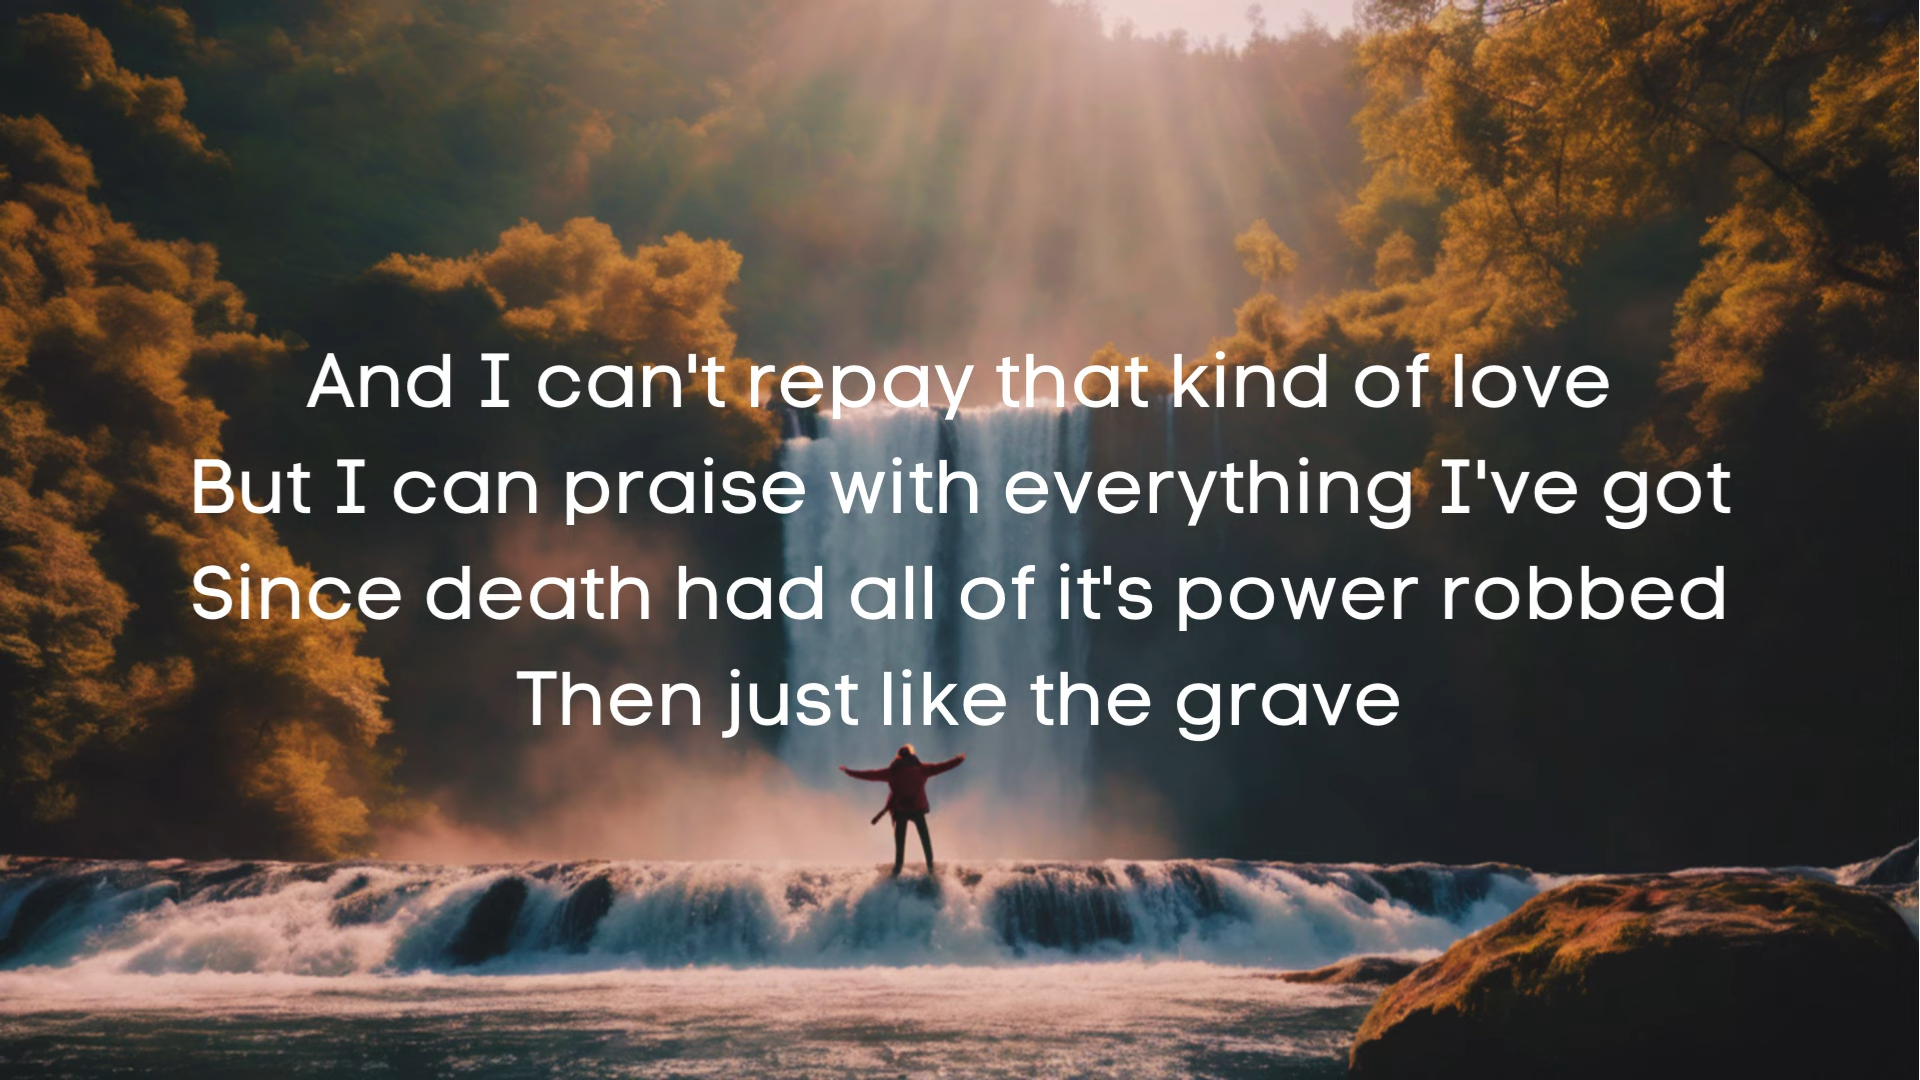 And I can't repay that kind of love
But I can praise with everything I've got
Since death had all of it's power robbed
Then just like the grave